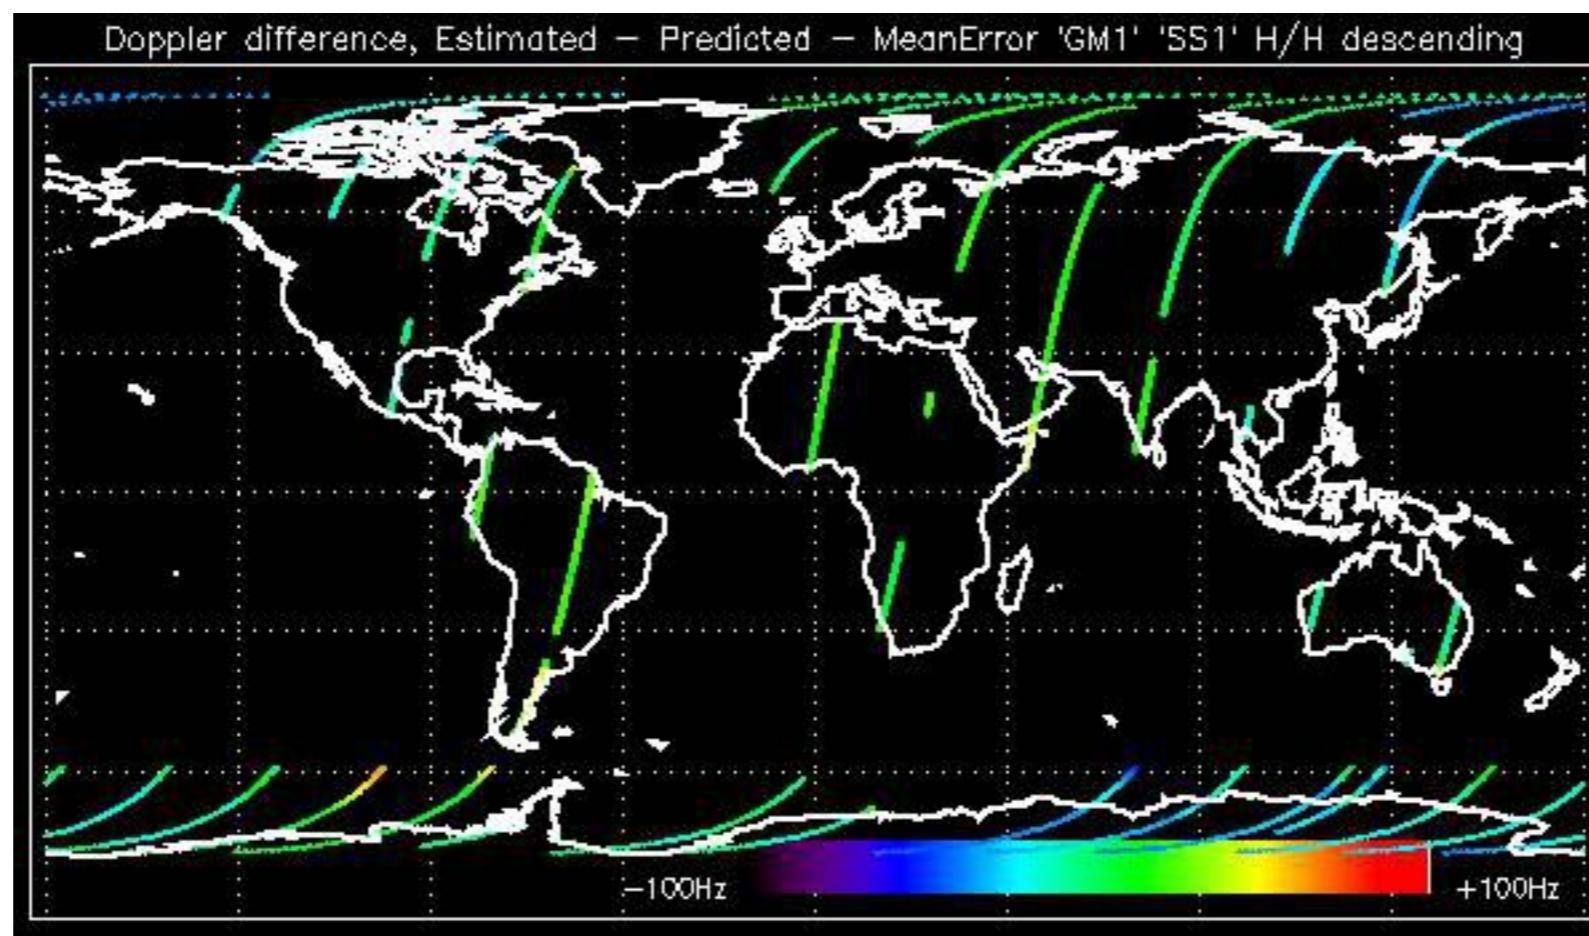 Doppler difference, Estimated - Predicted - MeanError 'GM1' 'SS1' H/H descending
-100Hz
+100Hz